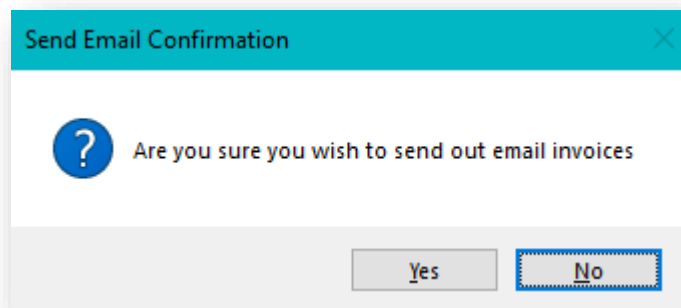 Send Email Confirmation
Are you sure you wish to send out email invoices
Yes
No